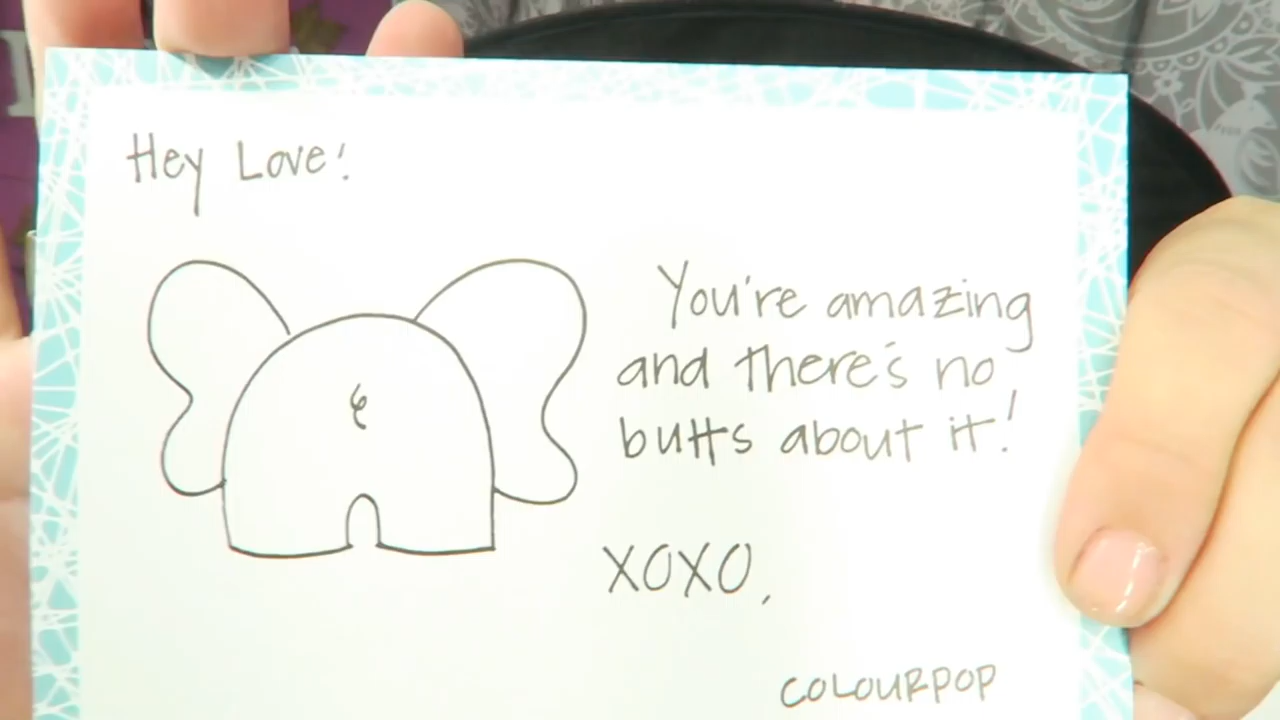 Hey Love!
You're amazing
and there's no
butts about it!
XOXO,
COLOURPOP